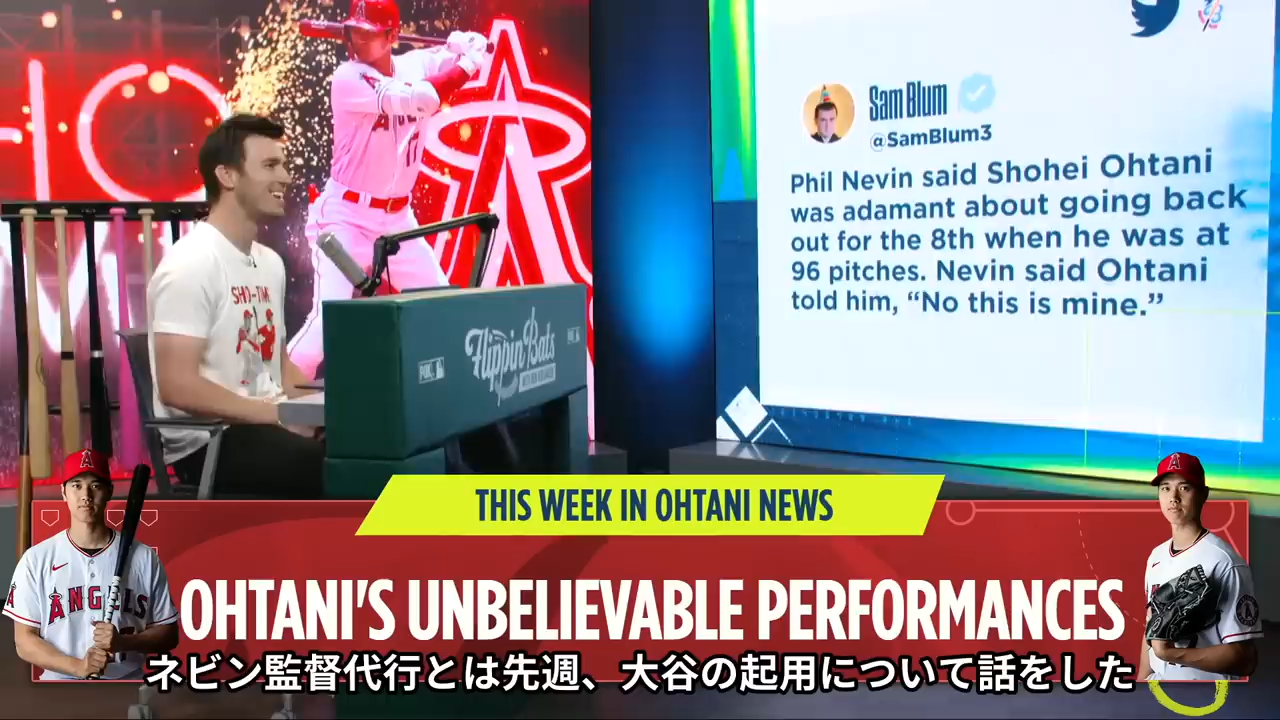 Sam Blum
@SamBlum3
Phil Nevin said Shohei Ohtani
was adamant about going back
out for the 8th when he was at
96 pitches. Nevin said Ohtani
told him, “No this is mine.”
SHO-TIME
Flippin' Bats
THIS WEEK IN OHTANI NEWS
ANGELS
OHTANI'S UNBELIEVABLE PERFORMANCES
ネビン監督代行とは先週、大谷の起用について話をした